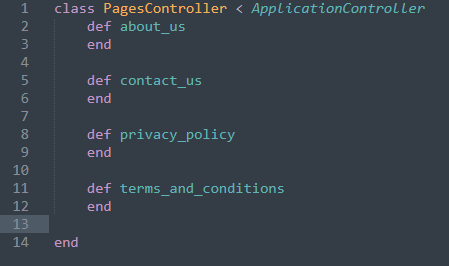 1 class PagesController < ApplicationController
2     def about_us
3     end
4
5     def contact_us
6     end
7
8     def privacy_policy
9     end
10
11     def terms_and_conditions
12     end
13
14 end